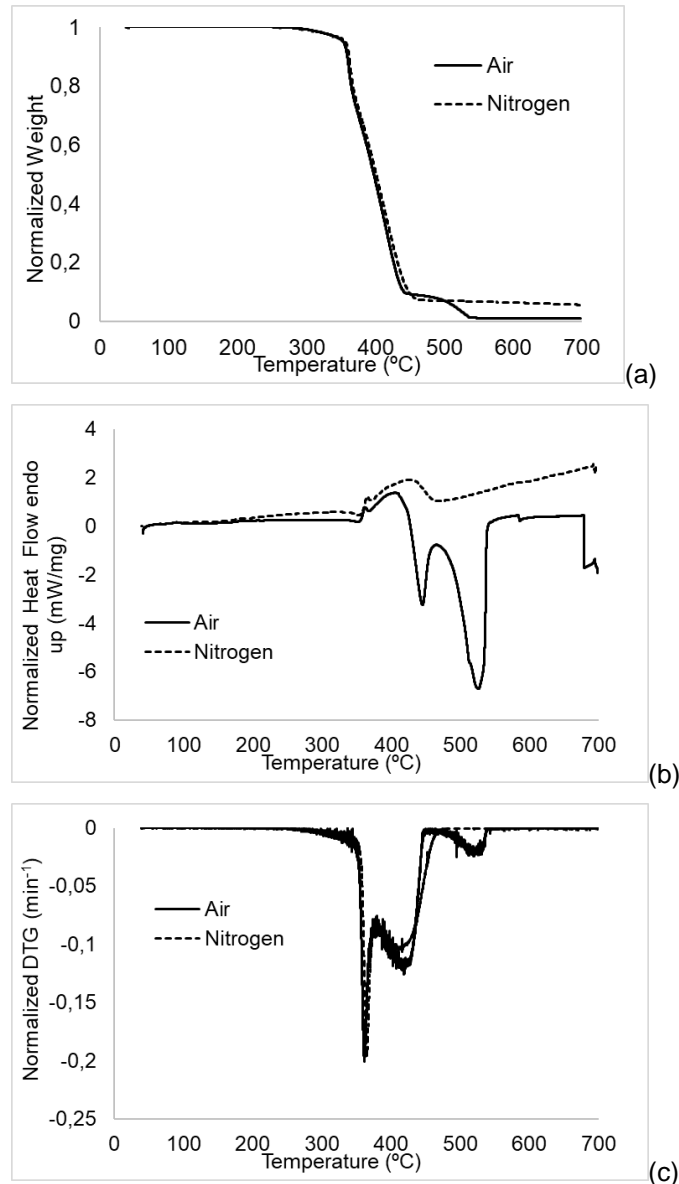 Normalized Weight
1
0,8
0,6
0,4
0,2
0
Air
Nitrogen
0 100 200 300 400 500 600 700
Temperature (ºC)
(a)
Normalized Heat Flow endo
up (mW/mg)
4
2
0
-2
-4
-6
-8
Air
Nitrogen
0 100 200 300 400 500 600 700
Temperature (ºC)
(b)
Normalized DTG (min⁻¹)
0
-0,05
-0,1
-0,15
-0,2
-0,25
Air
Nitrogen
0 100 200 300 400 500 600 700
Temperature (ºC)
(c)